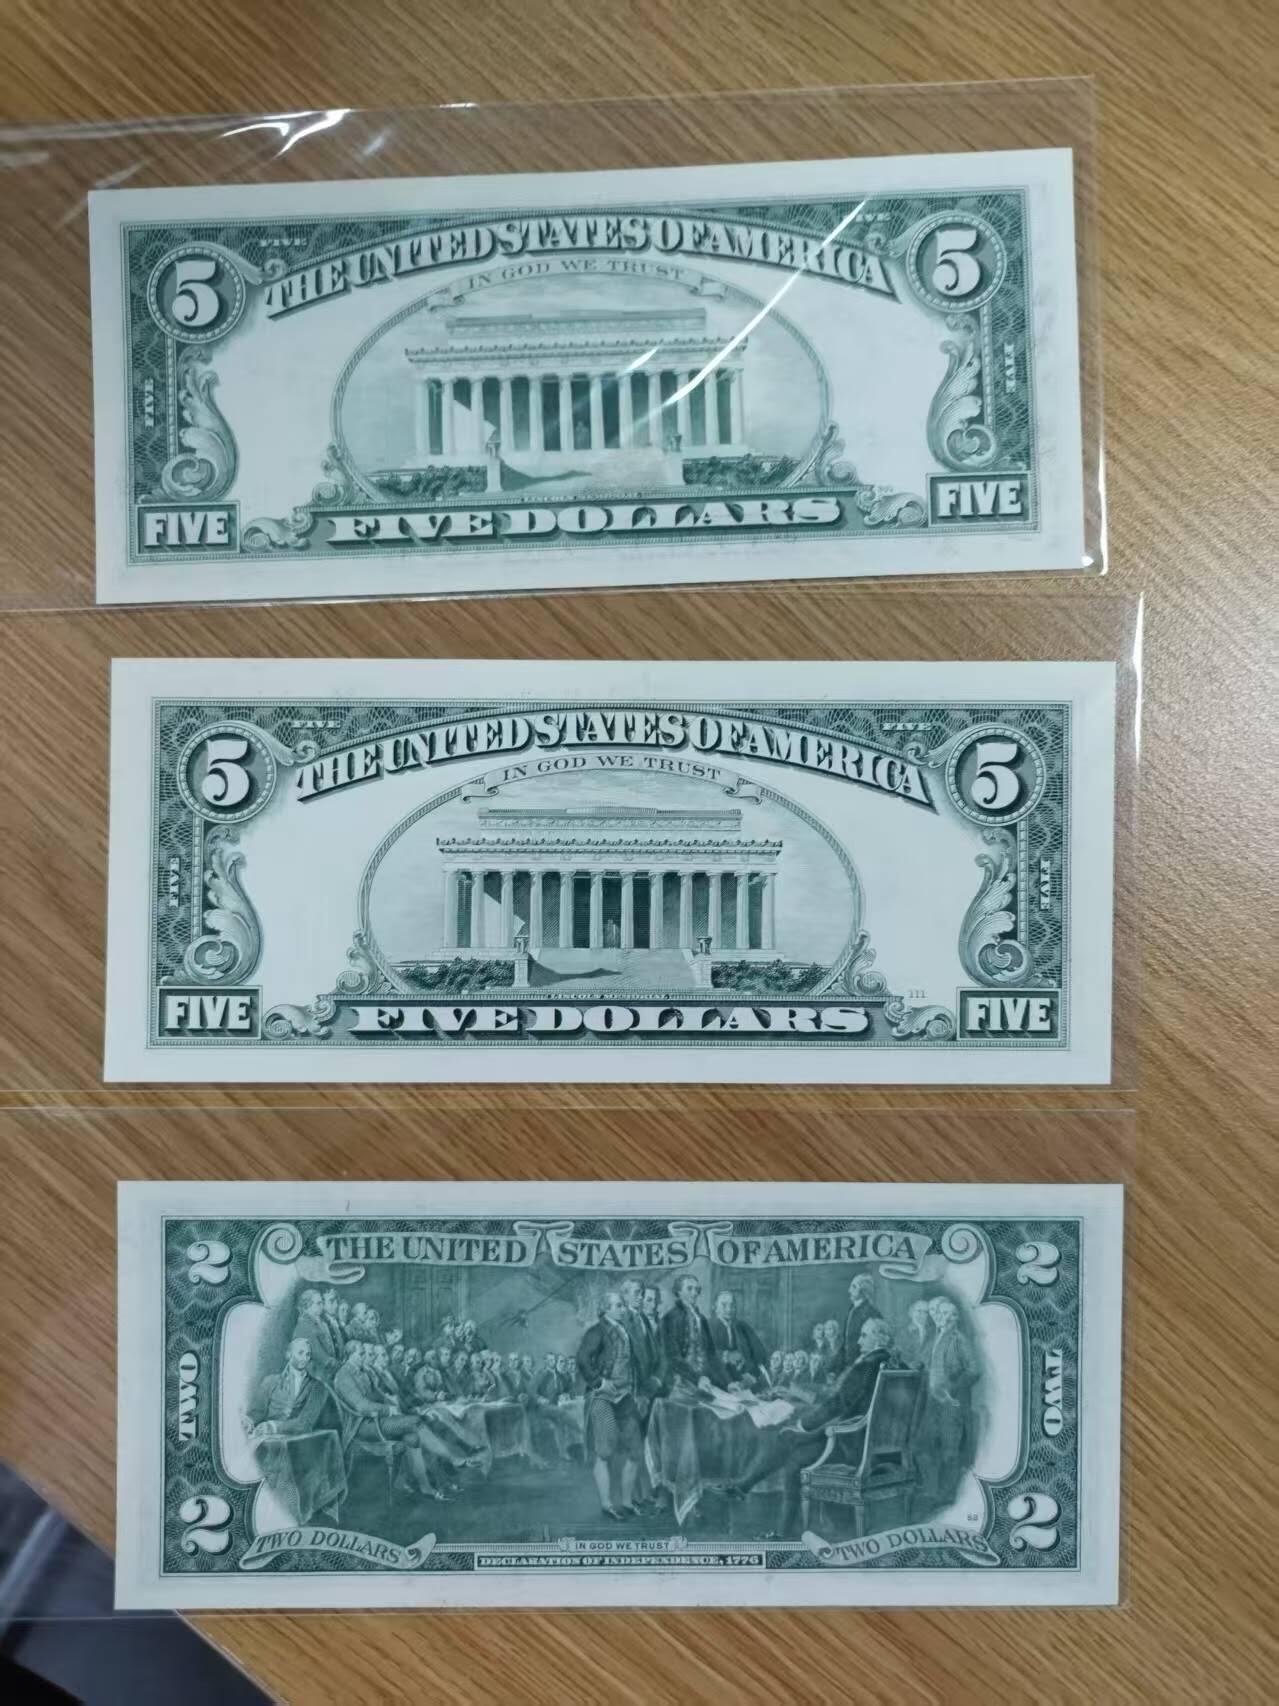 FIVE FIVE
THE UNITED STATES OF AMERICA
IN GOD WE TRUST
5 5
FIVE FIVE
LINCOLN MEMORIAL
FIVE FIVE DOLLARS FIVE
FIVE FIVE
THE UNITED STATES OF AMERICA
IN GOD WE TRUST
5 5
FIVE FIVE
LINCOLN MEMORIAL 111
FIVE FIVE DOLLARS FIVE
2 THE UNITED STATES OF AMERICA 2
TWO TWO
2 2
TWO DOLLARS IN GOD WE TRUST TWO DOLLARS
DECLARATION OF INDEPENDENCE, 1776